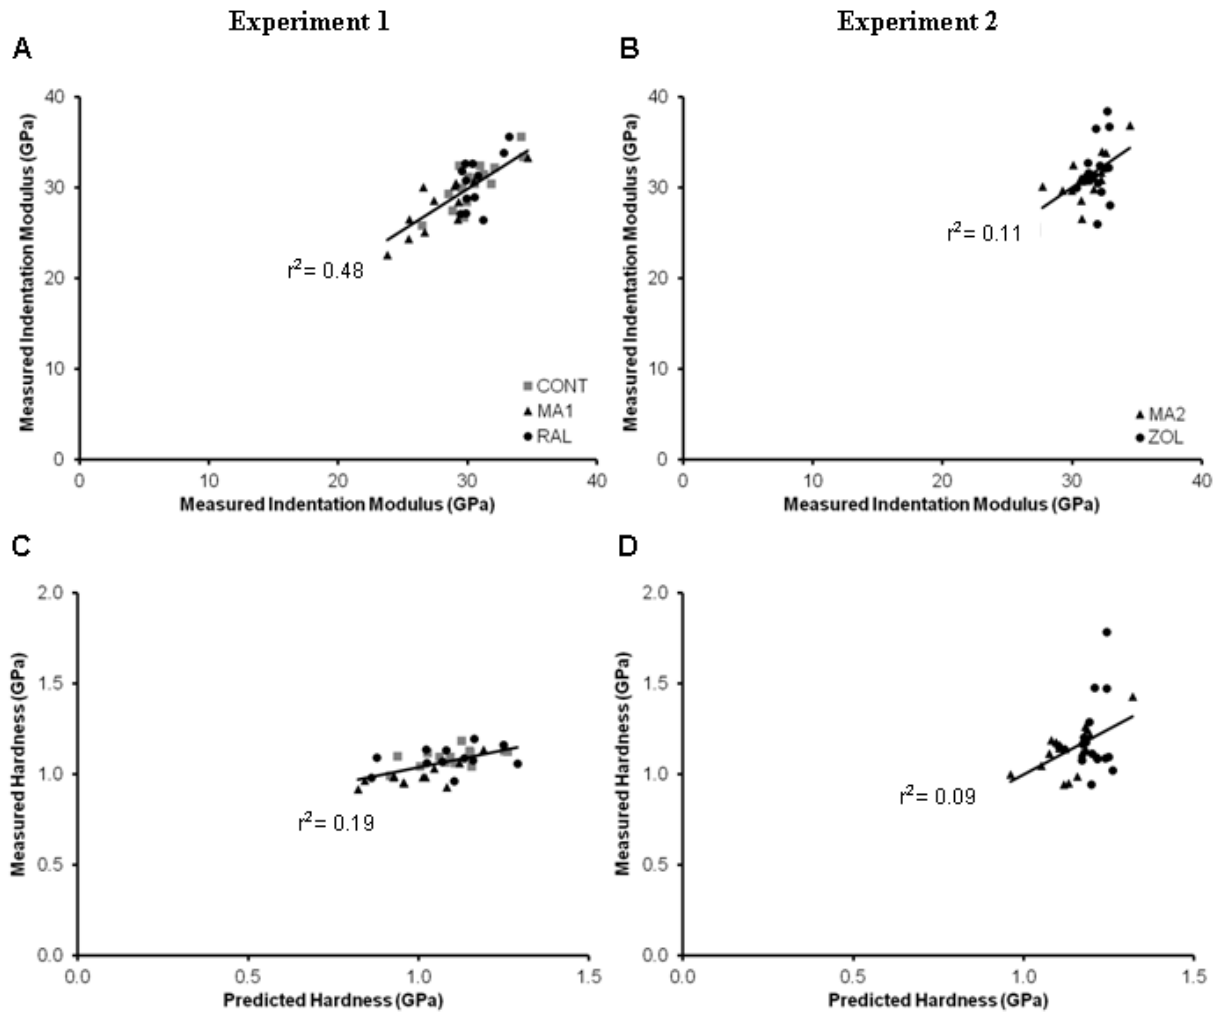 Experiment 1
Experiment 2
A
Measured Indentation Modulus (GPa)
40
30
20
10
0
r² = 0.48
CONT
MA1
RAL
0 10 20 30 40
Measured Indentation Modulus (GPa)
B
Measured Indentation Modulus (GPa)
40
30
20
10
0
r² = 0.11
MA2
ZOL
0 10 20 30 40
Measured Indentation Modulus (GPa)
C
Measured Hardness (GPa)
2.0
1.5
1.0
0.5
0.0
r² = 0.19
0.0 0.5 1.0 1.5
Predicted Hardness (GPa)
D
Measured Hardness (GPa)
2.0
1.5
1.0
0.5
0.0
r² = 0.09
0.0 0.5 1.0 1.5
Predicted Hardness (GPa)